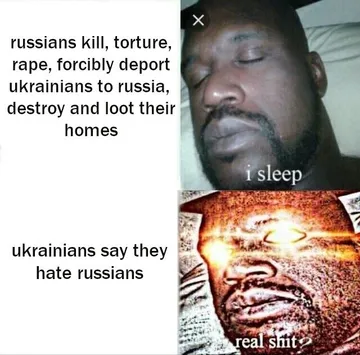 russians kill, torture,
rape, forcibly deport
ukrainians to russia,
destroy and loot their
homes
i sleep
ukrainians say they
hate russians
real shit?